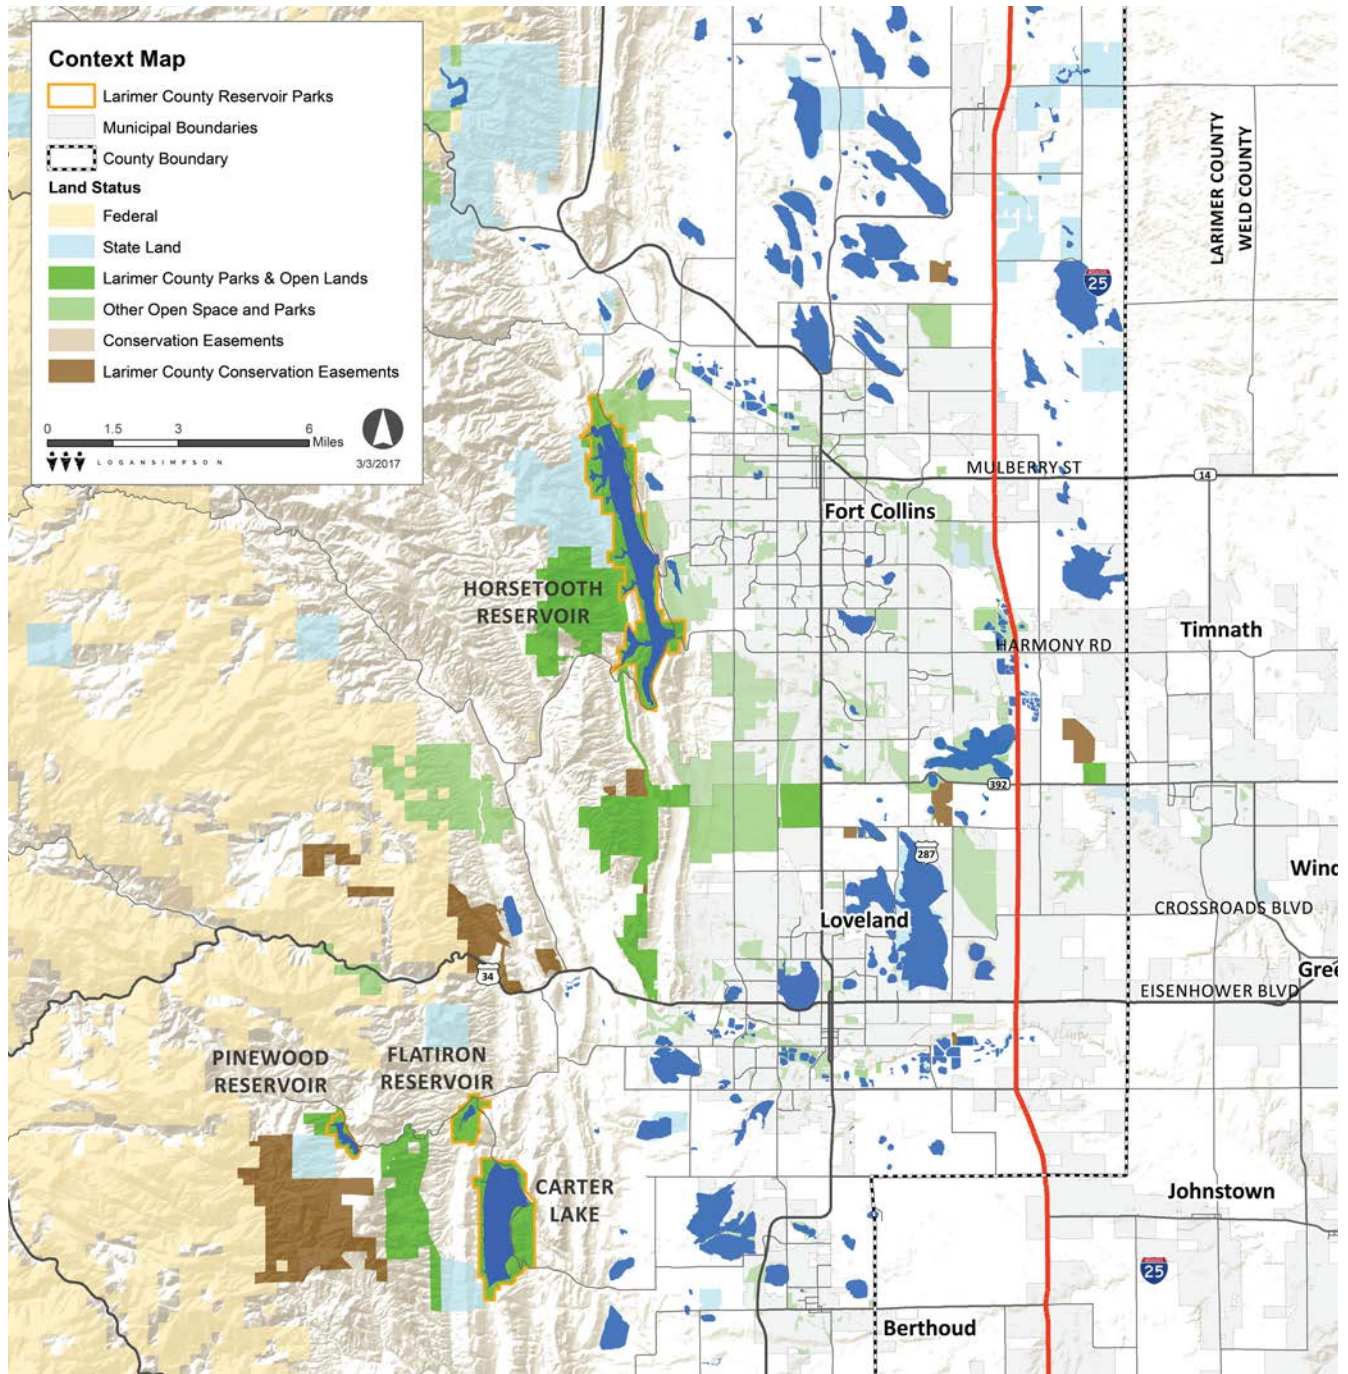 Context Map
Larimer County Reservoir Parks
Municipal Boundaries
County Boundary
Land Status
Federal
State Land
Larimer County Parks & Open Lands
Other Open Space and Parks
Conservation Easements
Larimer County Conservation Easements
0 1.5 3 6
Miles
LOGANSIMPSON
3/3/2017
LARIMER COUNTY
WELD COUNTY
25
MULBERRY ST
14
Fort Collins
HORSETOOTH
RESERVOIR
HARMONY RD
Timnath
392
287
Wind
CROSSROADS BLVD
Loveland
34
Gree
EISENHOWER BLVD
PINEWOOD
RESERVOIR
FLATIRON
RESERVOIR
CARTER
LAKE
Johnstown
25
Berthoud